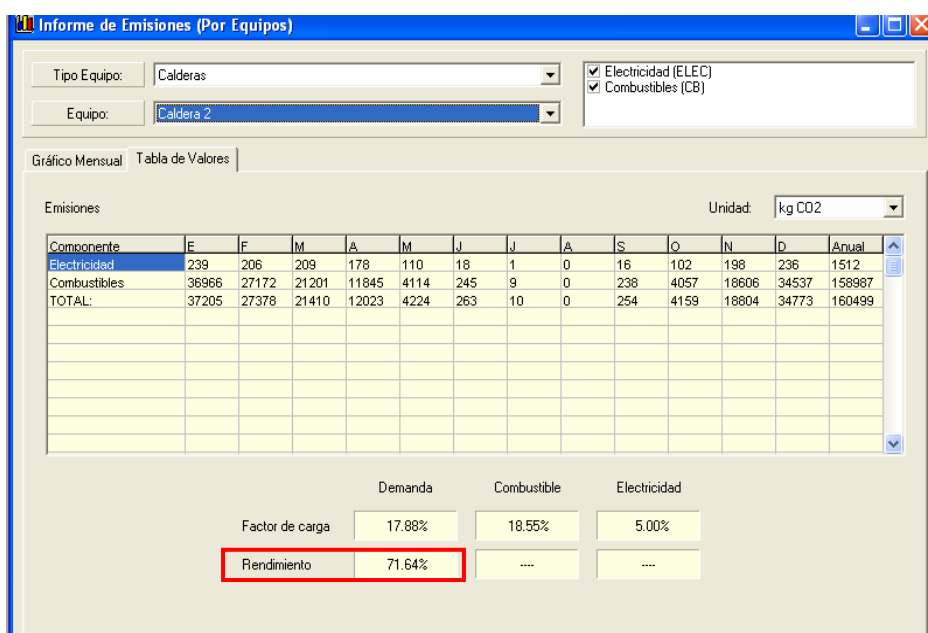 Informe de Emisiones (Por Equipos)
Tipo Equipo: Calderas
Electricidad (ELEC)
Combustibles (CB)
Equipo: Caldera 2
Gráfico Mensual Tabla de Valores
Emisiones Unidad: kg CO2
Componente E F M A M J J A S O N D Anual
Electricidad 239 206 209 178 110 18 1 0 16 102 198 236 1512
Combustibles 36966 27172 21201 11845 4114 245 9 0 238 4057 18606 34537 158987
TOTAL: 37205 27378 21410 12023 4224 263 10 0 254 4159 18804 34773 160499
Demanda Combustible Electricidad
Factor de carga 17.88% 18.55% 5.00%
Rendimiento 71.64% ---- ----